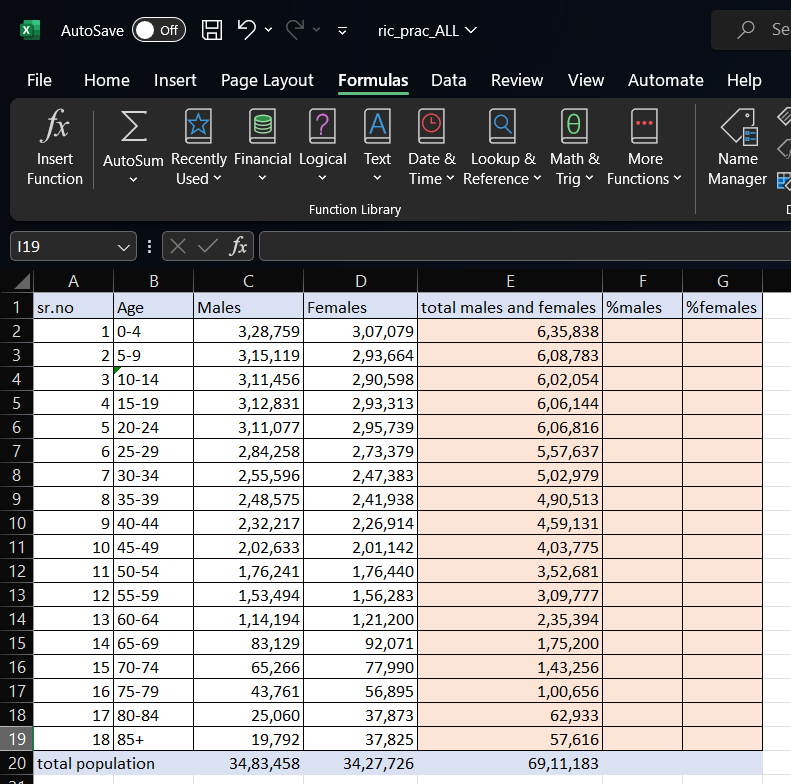 AutoSave Off ric_prac_ALL Se
File Home Insert Page Layout Formulas Data Review View Automate Help
fx
Insert Function
AutoSum
Recently Used
Financial
Logical
Text
Date & Time
Lookup & Reference
Math & Trig
More Functions
Name Manager
Function Library
I19 fx
A B C D E F G
1 sr.no Age Males Females total males and females %males %females
2 1 0-4 3,28,759 3,07,079 6,35,838
3 2 5-9 3,15,119 2,93,664 6,08,783
4 3 10-14 3,11,456 2,90,598 6,02,054
5 4 15-19 3,12,831 2,93,313 6,06,144
6 5 20-24 3,11,077 2,95,739 6,06,816
7 6 25-29 2,84,258 2,73,379 5,57,637
8 7 30-34 2,55,596 2,47,383 5,02,979
9 8 35-39 2,48,575 2,41,938 4,90,513
10 9 40-44 2,32,217 2,26,914 4,59,131
11 10 45-49 2,02,633 2,01,142 4,03,775
12 11 50-54 1,76,241 1,76,440 3,52,681
13 12 55-59 1,53,494 1,56,283 3,09,777
14 13 60-64 1,14,194 1,21,200 2,35,394
15 14 65-69 83,129 92,071 1,75,200
16 15 70-74 65,266 77,990 1,43,256
17 16 75-79 43,761 56,895 1,00,656
18 17 80-84 25,060 37,873 62,933
19 18 85+ 19,792 37,825 57,616
20 total population 34,83,458 34,27,726 69,11,183